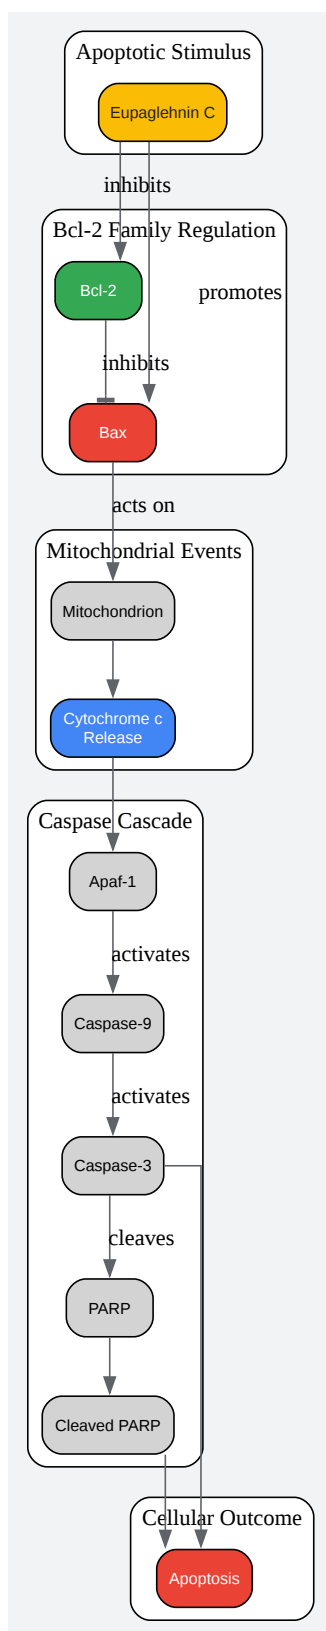 Apoptotic Stimulus
Eupaglehnin C
inhibits
Bcl-2 Family Regulation
Bcl-2
promotes
inhibits
Bax
acts on
Mitochondrial Events
Mitochondrion
Cytochrome c
Release
Caspase Cascade
Apaf-1
activates
Caspase-9
activates
Caspase-3
cleaves
PARP
Cleaved PARP
Cellular Outcome
Apoptosis